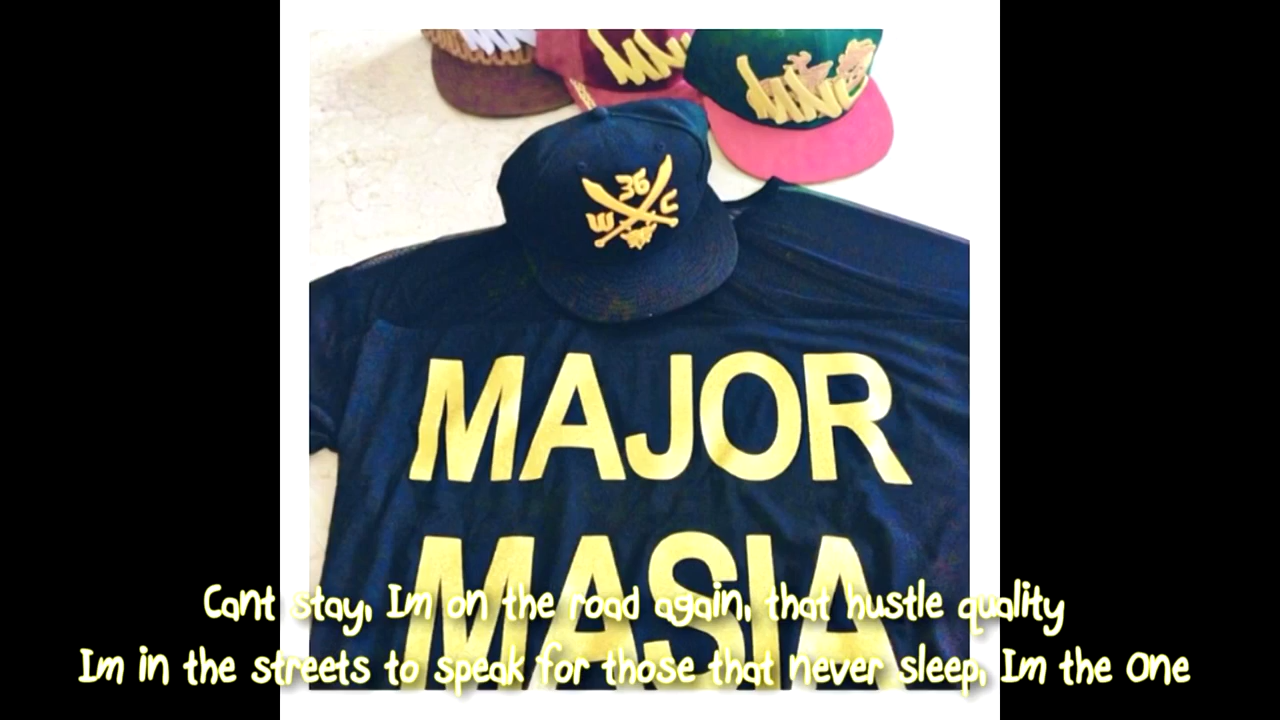 36
W U
MAJOR
MASIA
Cant stay, Im on the road again, that hustle quality
Im in the streets to speak for those that never sleep, Im the One